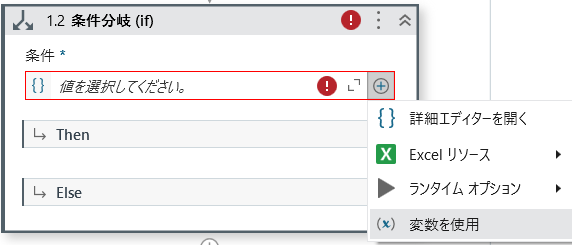 1.2 条件分岐 (if)
条件 *
値を選択してください。
詳細エディターを開く
Then
Excel リソース
ランタイム オプション
Else
変数を使用